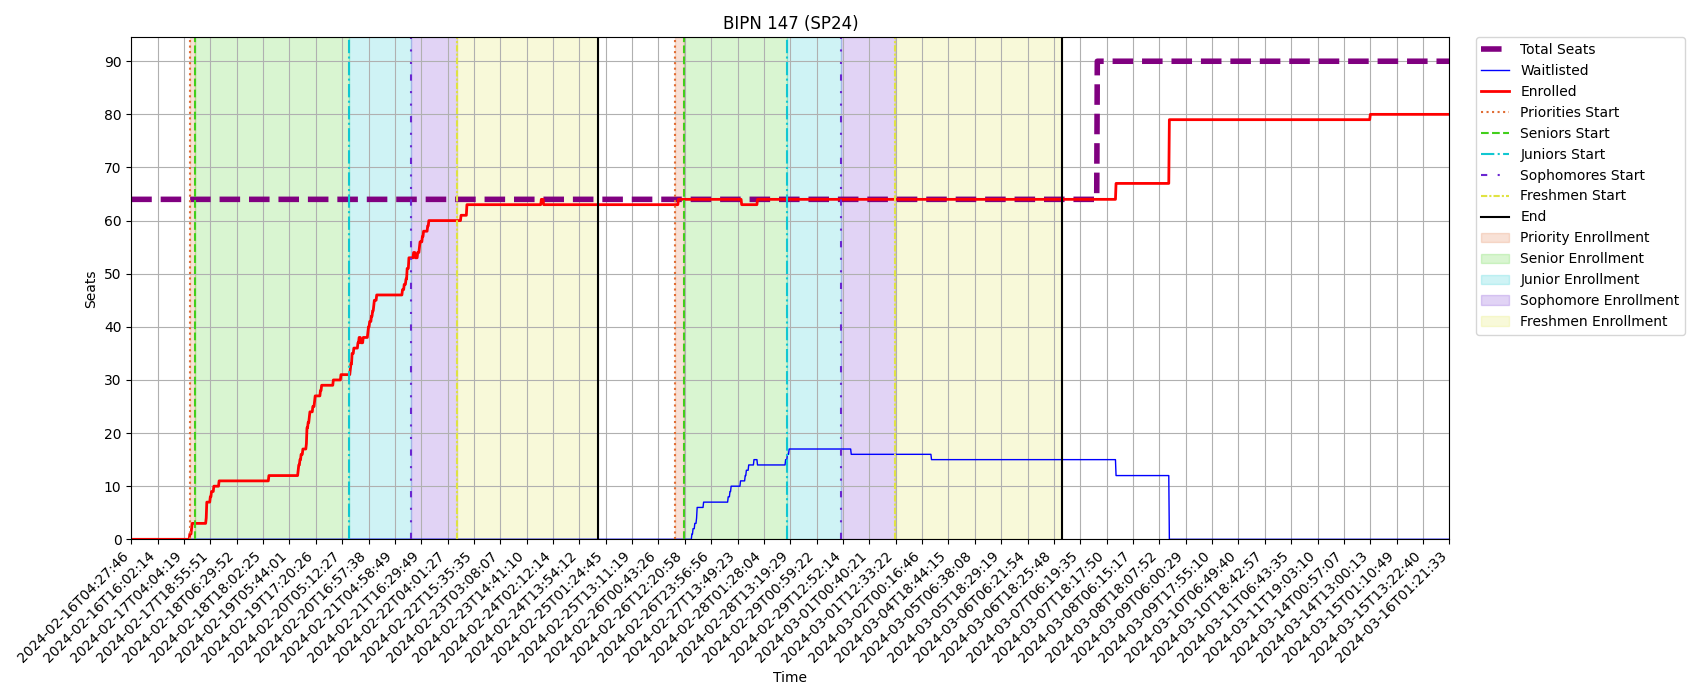 BIPN 147 (SP24)
Seats
90
80
70
60
50
40
30
20
10
0
2024-02-16T04:27:46
2024-02-16T16:02:14
2024-02-17T04:04:19
2024-02-17T18:55:51
2024-02-18T06:29:52
2024-02-18T18:02:25
2024-02-19T05:44:01
2024-02-19T17:20:26
2024-02-20T05:12:27
2024-02-20T16:57:38
2024-02-21T04:58:49
2024-02-21T16:29:49
2024-02-22T04:01:27
2024-02-22T15:35:35
2024-02-23T03:08:07
2024-02-23T14:41:10
2024-02-24T02:12:14
2024-02-24T13:54:12
2024-02-25T01:24:45
2024-02-25T13:11:19
2024-02-26T00:43:26
2024-02-26T12:20:58
2024-02-26T23:56:56
2024-02-27T13:49:23
2024-02-28T01:28:04
2024-02-28T13:19:29
2024-02-29T00:59:22
2024-02-29T12:52:14
2024-03-01T00:40:21
2024-03-01T12:33:22
2024-03-02T00:16:46
2024-03-04T18:44:15
2024-03-05T06:38:08
2024-03-05T18:29:19
2024-03-06T06:21:54
2024-03-06T18:25:48
2024-03-07T06:19:35
2024-03-07T18:17:50
2024-03-08T06:15:17
2024-03-08T18:07:52
2024-03-09T06:00:29
2024-03-09T17:55:10
2024-03-10T06:49:40
2024-03-10T18:42:57
2024-03-11T06:43:35
2024-03-11T19:03:10
2024-03-14T00:57:07
2024-03-14T13:00:13
2024-03-15T01:10:49
2024-03-15T13:22:40
2024-03-16T01:21:33
Time
Total Seats
Waitlisted
Enrolled
Priorities Start
Seniors Start
Juniors Start
Sophomores Start
Freshmen Start
End
Priority Enrollment
Senior Enrollment
Junior Enrollment
Sophomore Enrollment
Freshmen Enrollment